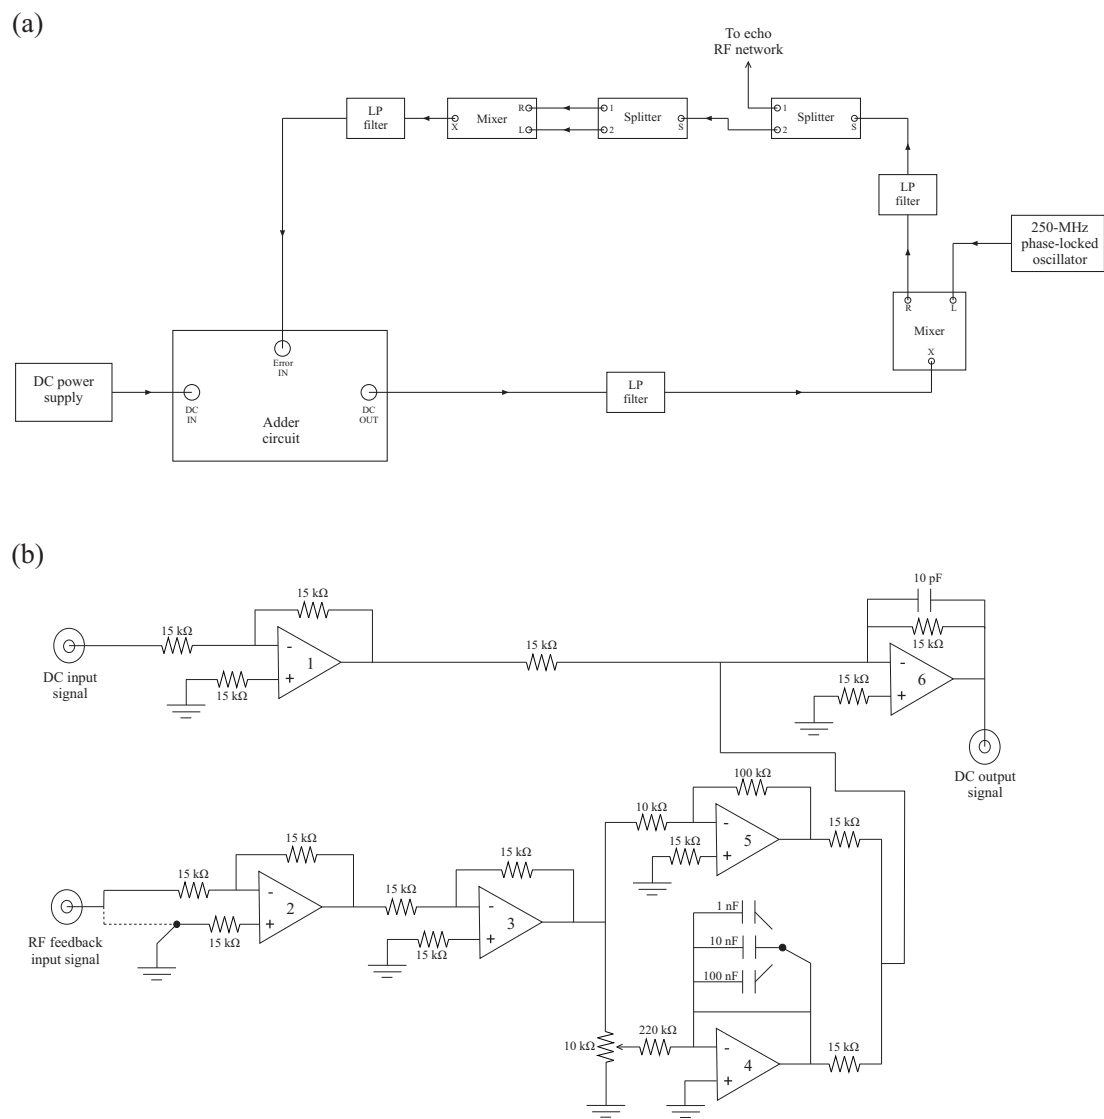 (a)
To echo
RF network
LP
filter
R
L
X
Mixer
1
2
Splitter
S
1
2
Splitter
S
LP
filter
250-MHz
phase-locked
oscillator
R
L
Mixer
X
Error
IN
DC power
supply
DC
IN
DC
OUT
Adder
circuit
LP
filter
(b)
15 kΩ
15 kΩ
-
+
1
15 kΩ
DC input
signal
15 kΩ
10 pF
15 kΩ
-
+
6
15 kΩ
DC output
signal
15 kΩ
15 kΩ
-
+
2
15 kΩ
RF feedback
input signal
15 kΩ
15 kΩ
-
+
3
15 kΩ
100 kΩ
10 kΩ
-
+
5
15 kΩ
15 kΩ
1 nF
10 nF
100 nF
10 kΩ
220 kΩ
-
+
4
15 kΩ